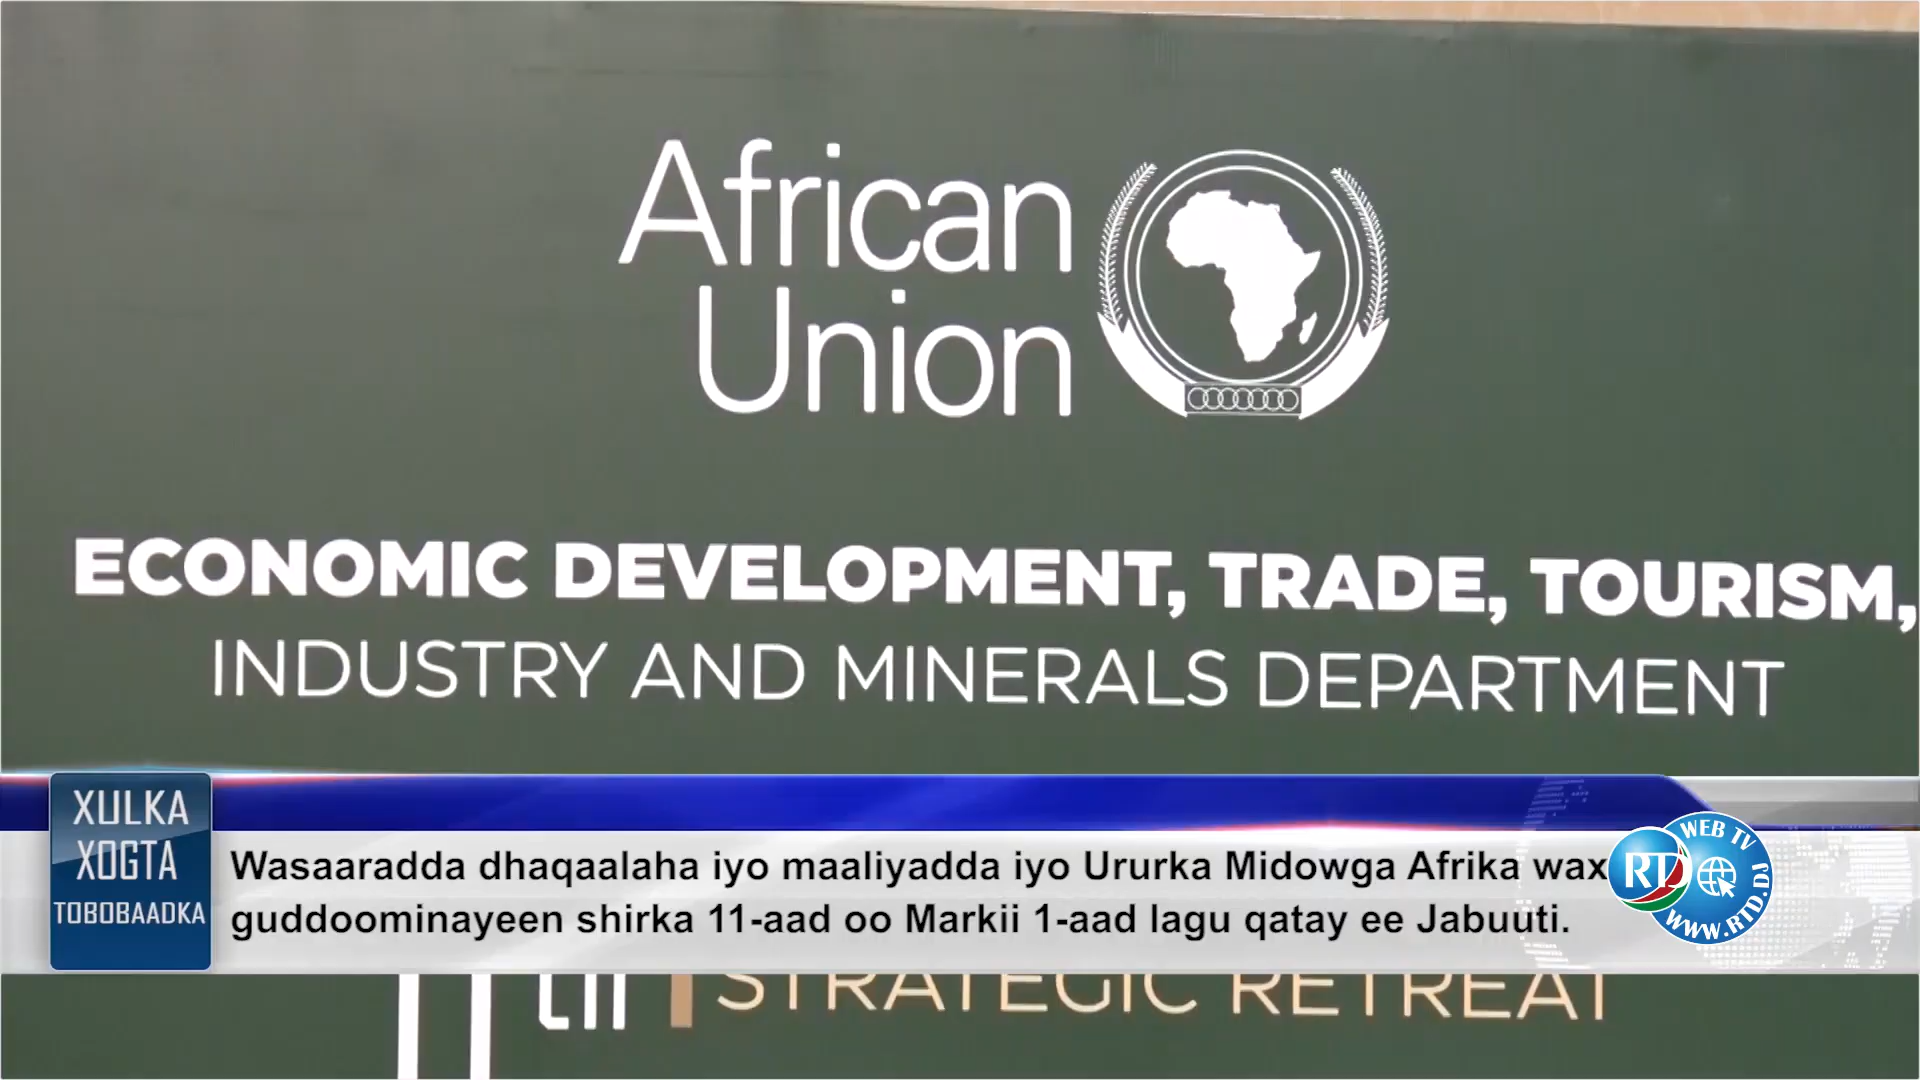 African
Union
ECONOMIC DEVELOPMENT, TRADE, TOURISM,
INDUSTRY AND MINERALS DEPARTMENT
XULKA
XOGTA
TOBOBAADKA
Wasaaradda dhaqaalaha iyo maaliyadda iyo Ururka Midowga Afrika wax
guddoominayeen shirka 11-aad oo Markii 1-aad lagu qatay ee Jabuuti.
RTD
WEB TV
WWW.RTD.DJ
STRATEGIC RETREAT